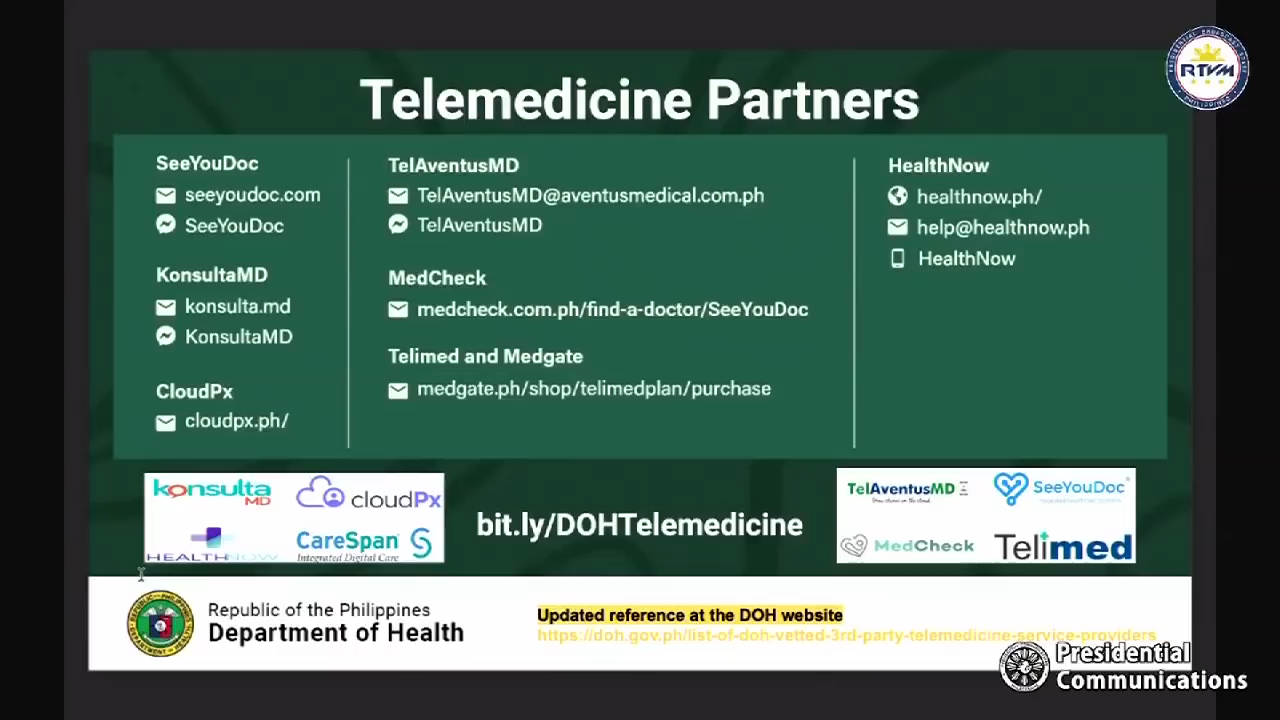 Telemedicine Partners
RTVM
SeeYouDoc
seeyoudoc.com
SeeYouDoc
KonsultaMD
konsulta.md
KonsultaMD
CloudPx
cloudpx.ph/
TelAventusMD
TelAventusMD@aventusmedical.com.ph
TelAventusMD
MedCheck
medcheck.com.ph/find-a-doctor/SeeYouDoc
Telimed and Medgate
medgate.ph/shop/telimedplan/purchase
HealthNow
healthnow.ph/
help@healthnow.ph
HealthNow
konsulta MD
cloudPx
HEALTHNOW
CareSpan
Integrated Digital Care
bit.ly/DOHTelemedicine
TelAventusMD
SeeYouDoc
MedCheck
Telimed
Republic of the Philippines
Department of Health
Updated reference at the DOH website
https://doh.gov.ph/list-of-doh-vetted-3rd-party-telemedicine-service-providers
Presidential
Communications